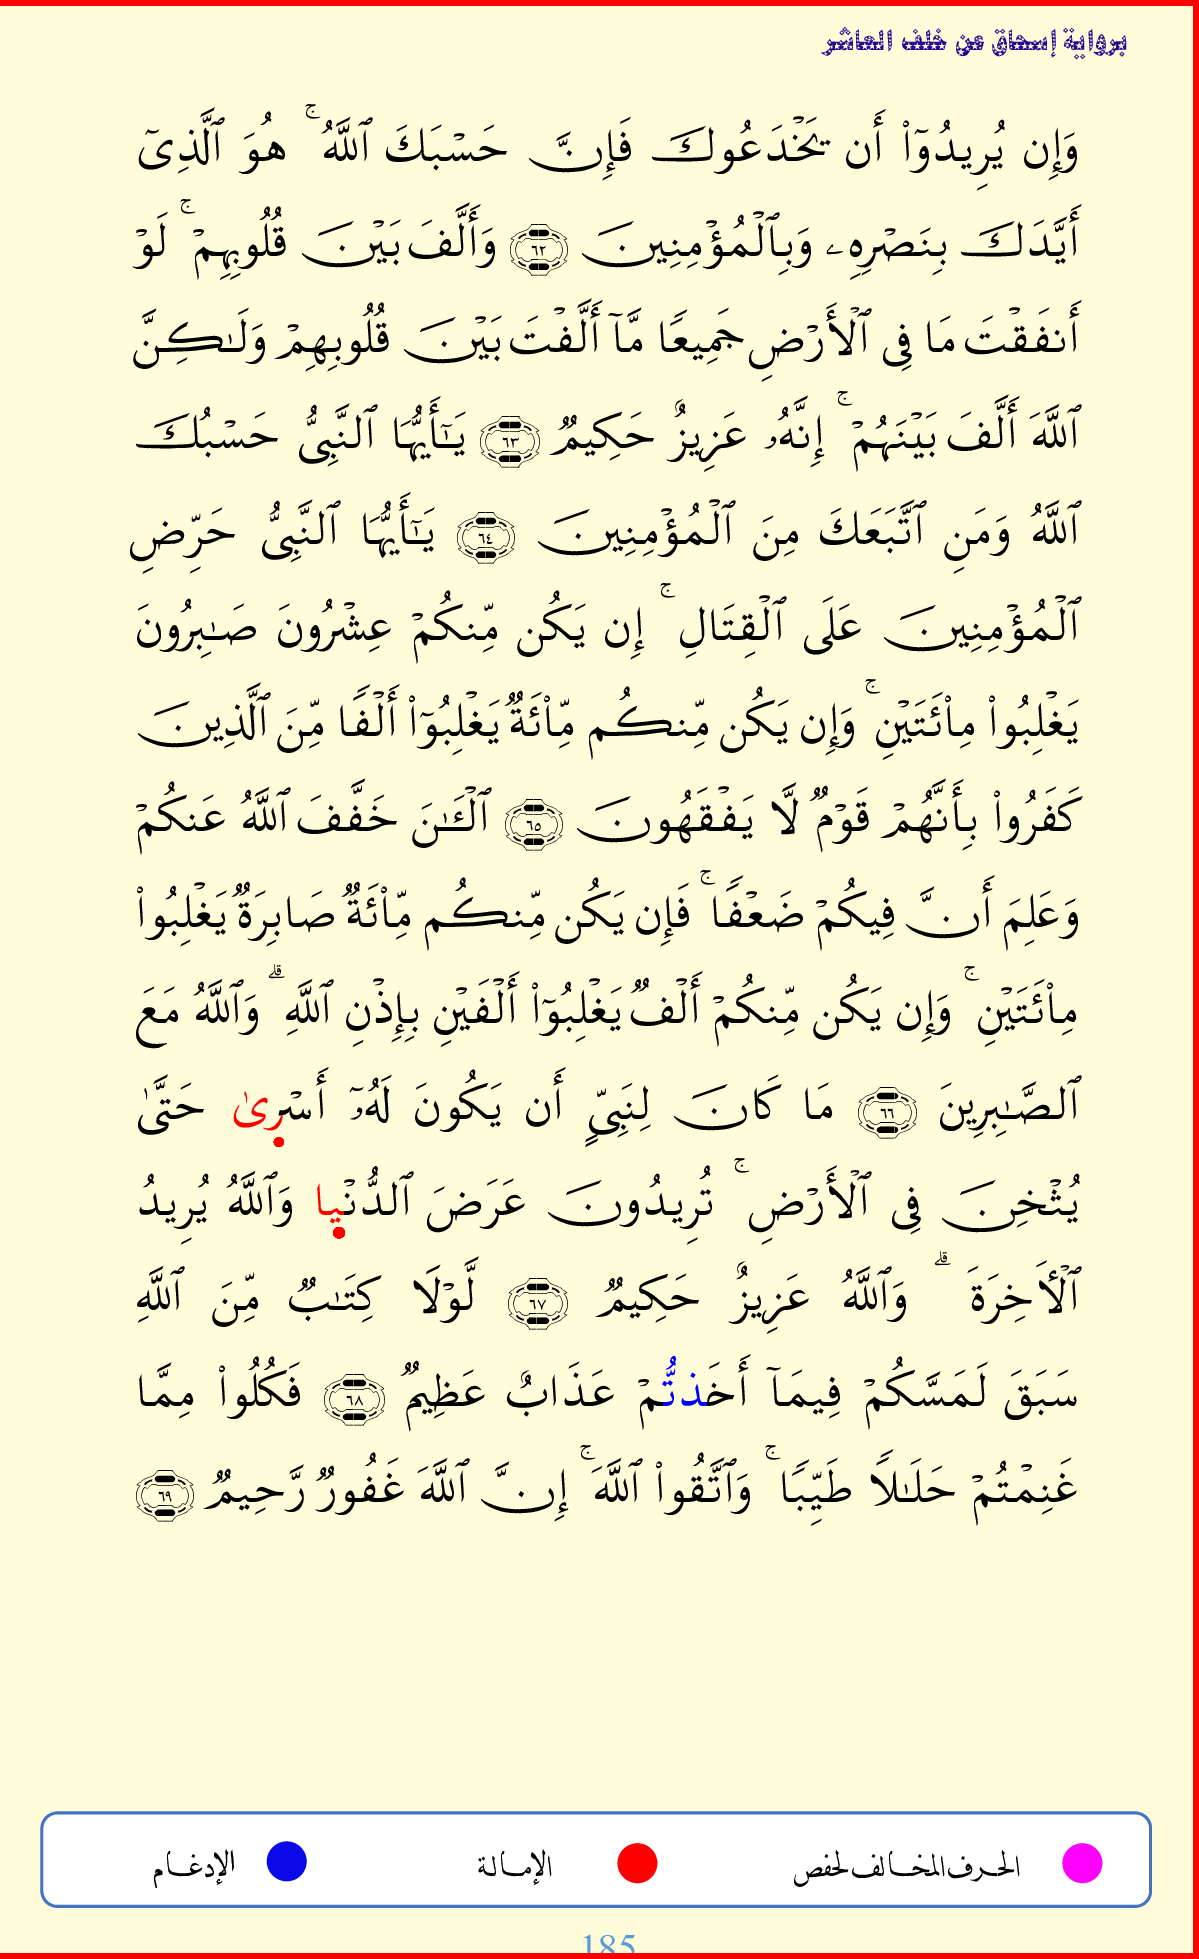 برواية إسحاق عن خلف العاشر
وَإِن يُرِيدُوٓا۟ أَن يَخْدَعُوكَ فَإِنَّ حَسْبَكَ ٱللَّهُ ۚ هُوَ ٱلَّذِىٓ
أَيَّدَكَ بِنَصْرِهِۦ وَبِٱلْمُؤْمِنِينَ ٦٢ وَأَلَّفَ بَيْنَ قُلُوبِهِمْ ۚ لَوْ
أَنفَقْتَ مَا فِى ٱلْأَرْضِ جَمِيعًا مَّآ أَلَّفْتَ بَيْنَ قُلُوبِهِمْ وَلَـٰكِنَّ
ٱللَّهَ أَلَّفَ بَيْنَهُمْ ۚ إِنَّهُۥ عَزِيزٌ حَكِيمٌ ٦٣ يَـٰٓأَيُّهَا ٱلنَّبِىُّ حَسْبُكَ
ٱللَّهُ وَمَنِ ٱتَّبَعَكَ مِنَ ٱلْمُؤْمِنِينَ ٦٤ يَـٰٓأَيُّهَا ٱلنَّبِىُّ حَرِّضِ
ٱلْمُؤْمِنِينَ عَلَى ٱلْقِتَالِ ۚ إِن يَكُن مِّنكُمْ عِشْرُونَ صَـٰبِرُونَ
يَغْلِبُوا۟ مِا۟ئَتَيْنِ ۚ وَإِن يَكُن مِّنكُم مِّا۟ئَةٌ يَغْلِبُوٓا۟ أَلْفًا مِّنَ ٱلَّذِينَ
كَفَرُوا۟ بِأَنَّهُمْ قَوْمٌ لَّا يَفْقَهُونَ ٦٥ ٱلْـَٔـٰنَ خَفَّفَ ٱللَّهُ عَنكُمْ
وَعَلِمَ أَنَّ فِيكُمْ ضَعْفًا ۚ فَإِن يَكُن مِّنكُم مِّا۟ئَةٌ صَابِرَةٌ يَغْلِبُوا۟
مِا۟ئَتَيْنِ ۚ وَإِن يَكُن مِّنكُمْ أَلْفٌ يَغْلِبُوٓا۟ أَلْفَيْنِ بِإِذْنِ ٱللَّهِ ۗ وَٱللَّهُ مَعَ
ٱلصَّـٰبِرِينَ ٦٦ مَا كَانَ لِنَبِىٍّ أَن يَكُونَ لَهُۥٓ أَسْرِىٰ حَتَّىٰ
يُثْخِنَ فِى ٱلْأَرْضِ ۚ تُرِيدُونَ عَرَضَ ٱلدُّنْيا وَٱللَّهُ يُرِيدُ
ٱلْـَٔاخِرَةَ ۗ وَٱللَّهُ عَزِيزٌ حَكِيمٌ ٦٧ لَّوْلَا كِتَـٰبٌ مِّنَ ٱللَّهِ
سَبَقَ لَمَسَّكُمْ فِيمَآ أَخَذتُّمْ عَذَابٌ عَظِيمٌ ٦٨ فَكُلُوا۟ مِمَّا
غَنِمْتُمْ حَلَـٰلًا طَيِّبًا ۚ وَٱتَّقُوا۟ ٱللَّهَ ۚ إِنَّ ٱللَّهَ غَفُورٌ رَّحِيمٌ ٦٩
الحرف المخالف لحفص الإمالة الإدغام
185